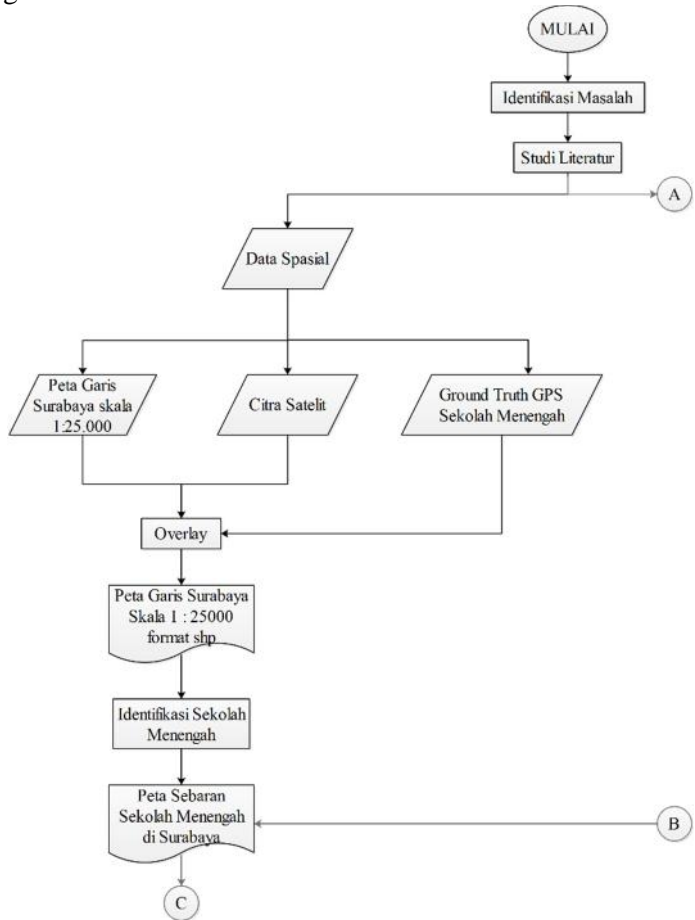 MULAI
Identifikasi Masalah
Studi Literatur
A
Data Spasial
Peta Garis
Surabaya skala
1:25.000
Citra Satelit
Ground Truth GPS
Sekolah Menengah
Overlay
Peta Garis Surabaya
Skala 1 : 25000
format shp
Identifikasi Sekolah
Menengah
Peta Sebaran
Sekolah Menengah
di Surabaya
B
C